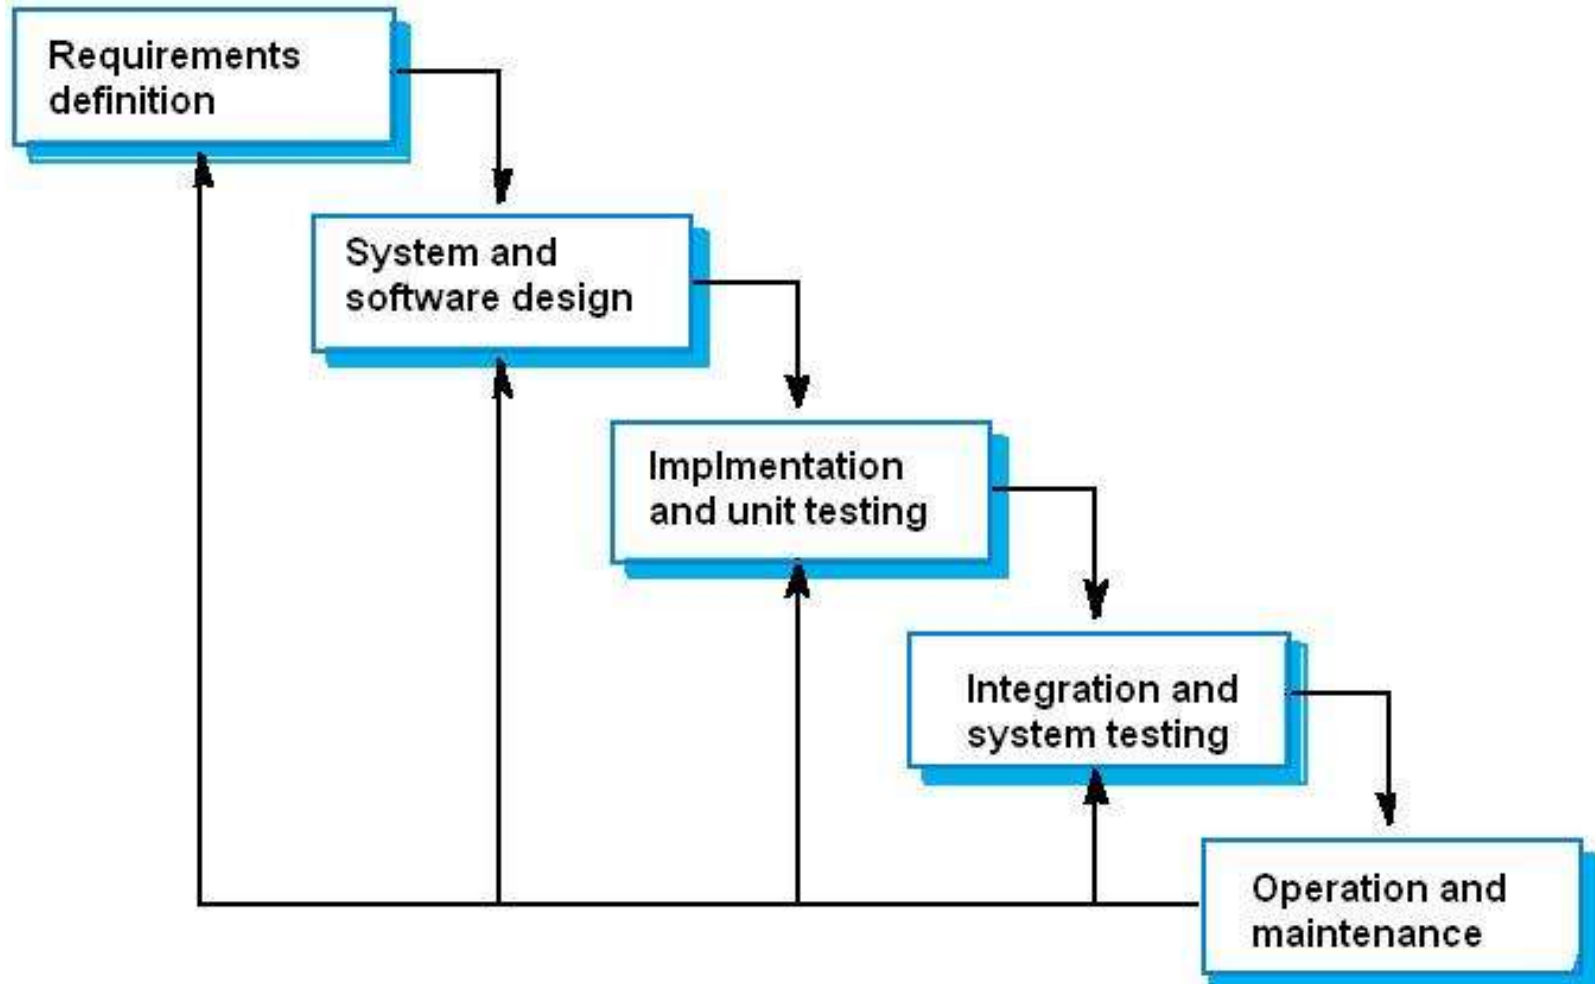 Requirements
definition
System and
software design
Implmentation
and unit testing
Integration and
system testing
Operation and
maintenance